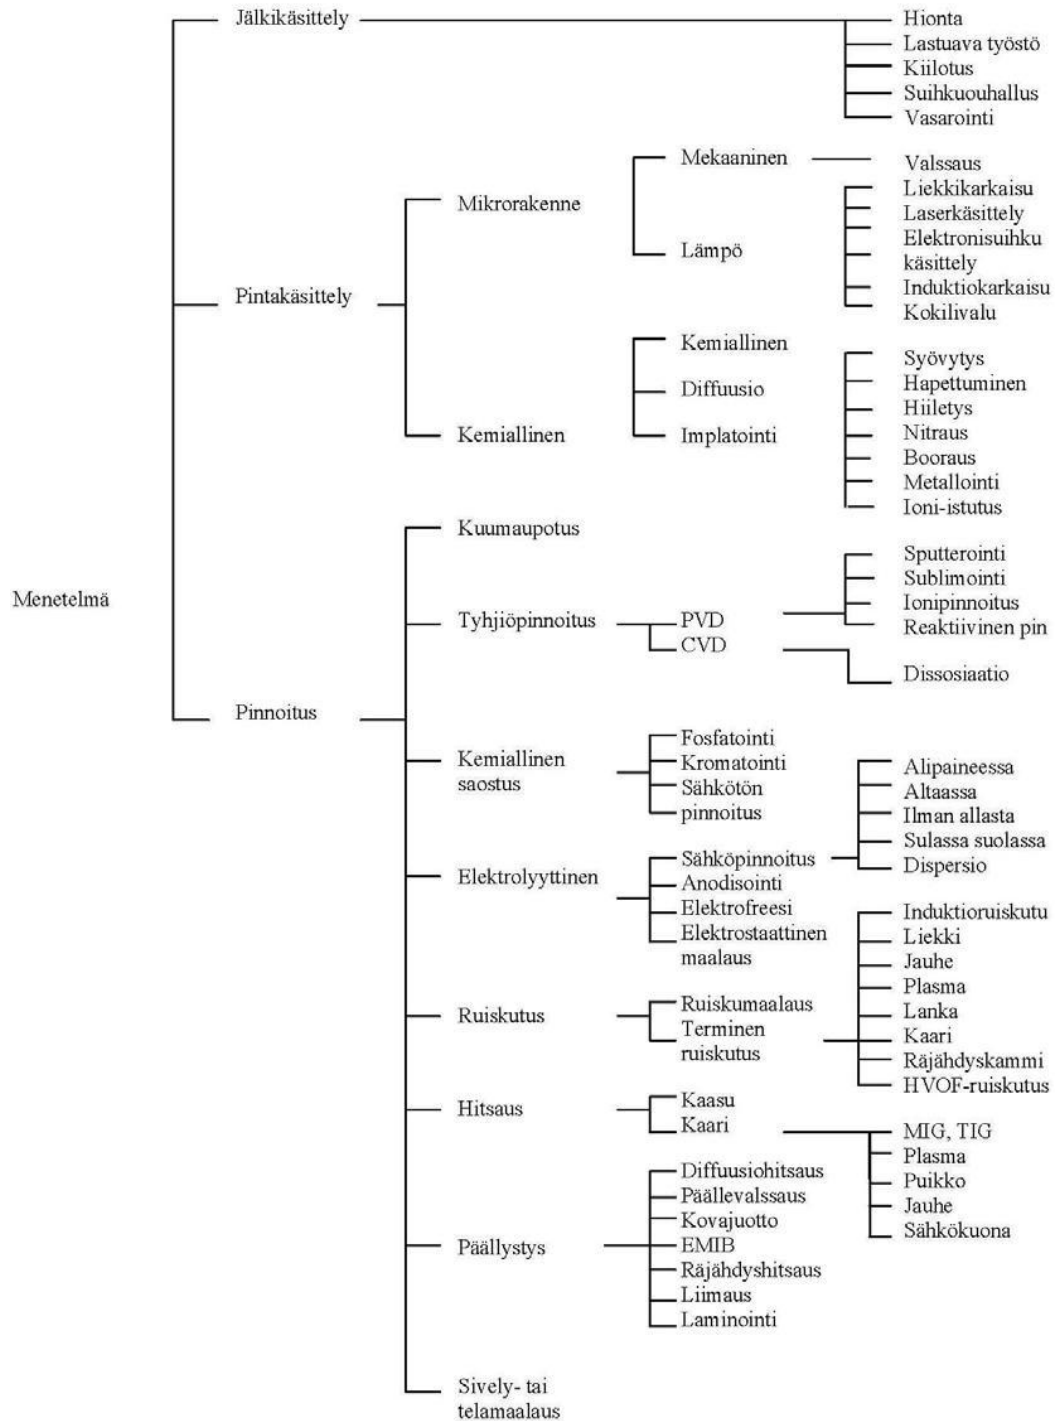 Jälkikäsittely
Hionta
Lastuava työstö
Kiilotus
Suihkuouhallus
Vasarointi
Mikrorakenne
Mekaaninen
Valssaus
Lämpö
Liekkikarkaisu
Laserkäsittely
Elektronisuihku
käsittely
Induktiokarkaisu
Kokilivalu
Pintakäsittely
Kemiallinen
Kemiallinen
Diffuusio
Implatointi
Syövytys
Hapettuminen
Hiiletys
Nitraus
Booraus
Metallointi
Ioni-istutus
Menetelmä
Pinnoitus
Kuumaupotus
Tyhjiöpinnoitus
PVD
CVD
Sputterointi
Sublimointi
Ionipinnoitus
Reaktiivinen pin
Dissosiaatio
Kemiallinen
saostus
Fosfatointi
Kromatointi
Sähkötön
pinnoitus
Elektrolyyttinen
Sähköpinnoitus
Anodisointi
Elektrofreesi
Elektrostaattinen
maalaus
Alipaineessa
Altaassa
Ilman allasta
Sulassa suolassa
Dispersio
Ruiskutus
Ruiskumaalaus
Terminen
ruiskutus
Induktioruiskutu
Liekki
Jauhe
Plasma
Lanka
Kaari
Räjähdyskammi
HVOF-ruiskutus
Hitsaus
Kaasu
Kaari
MIG, TIG
Plasma
Puikko
Jauhe
Sähkökuona
Päällystys
Diffuusiohitsaus
Päällevalssaus
Kovajuotto
EMIB
Räjähdyshitsaus
Liimaus
Laminointi
Sively- tai
telamaalaus